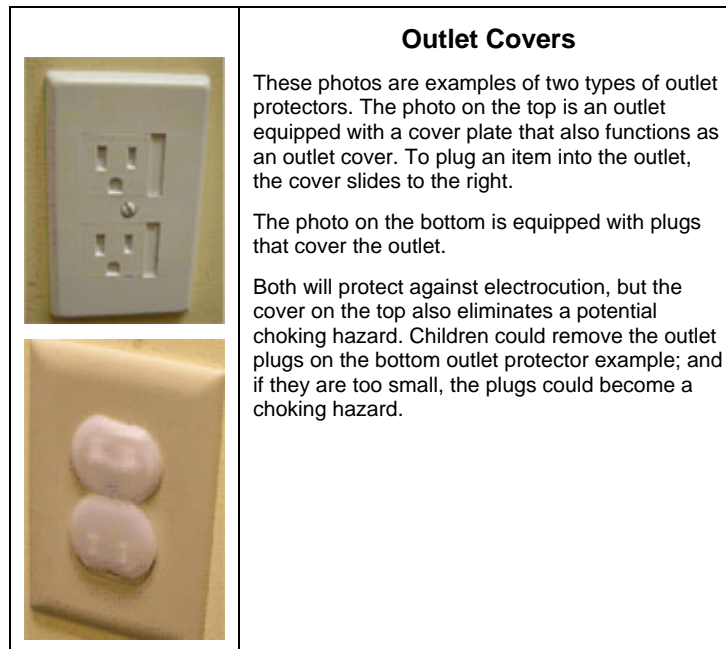 Outlet Covers
These photos are examples of two types of outlet
protectors. The photo on the top is an outlet
equipped with a cover plate that also functions as
an outlet cover. To plug an item into the outlet,
the cover slides to the right.
The photo on the bottom is equipped with plugs
that cover the outlet.
Both will protect against electrocution, but the
cover on the top also eliminates a potential
choking hazard. Children could remove the outlet
plugs on the bottom outlet protector example; and
if they are too small, the plugs could become a
choking hazard.